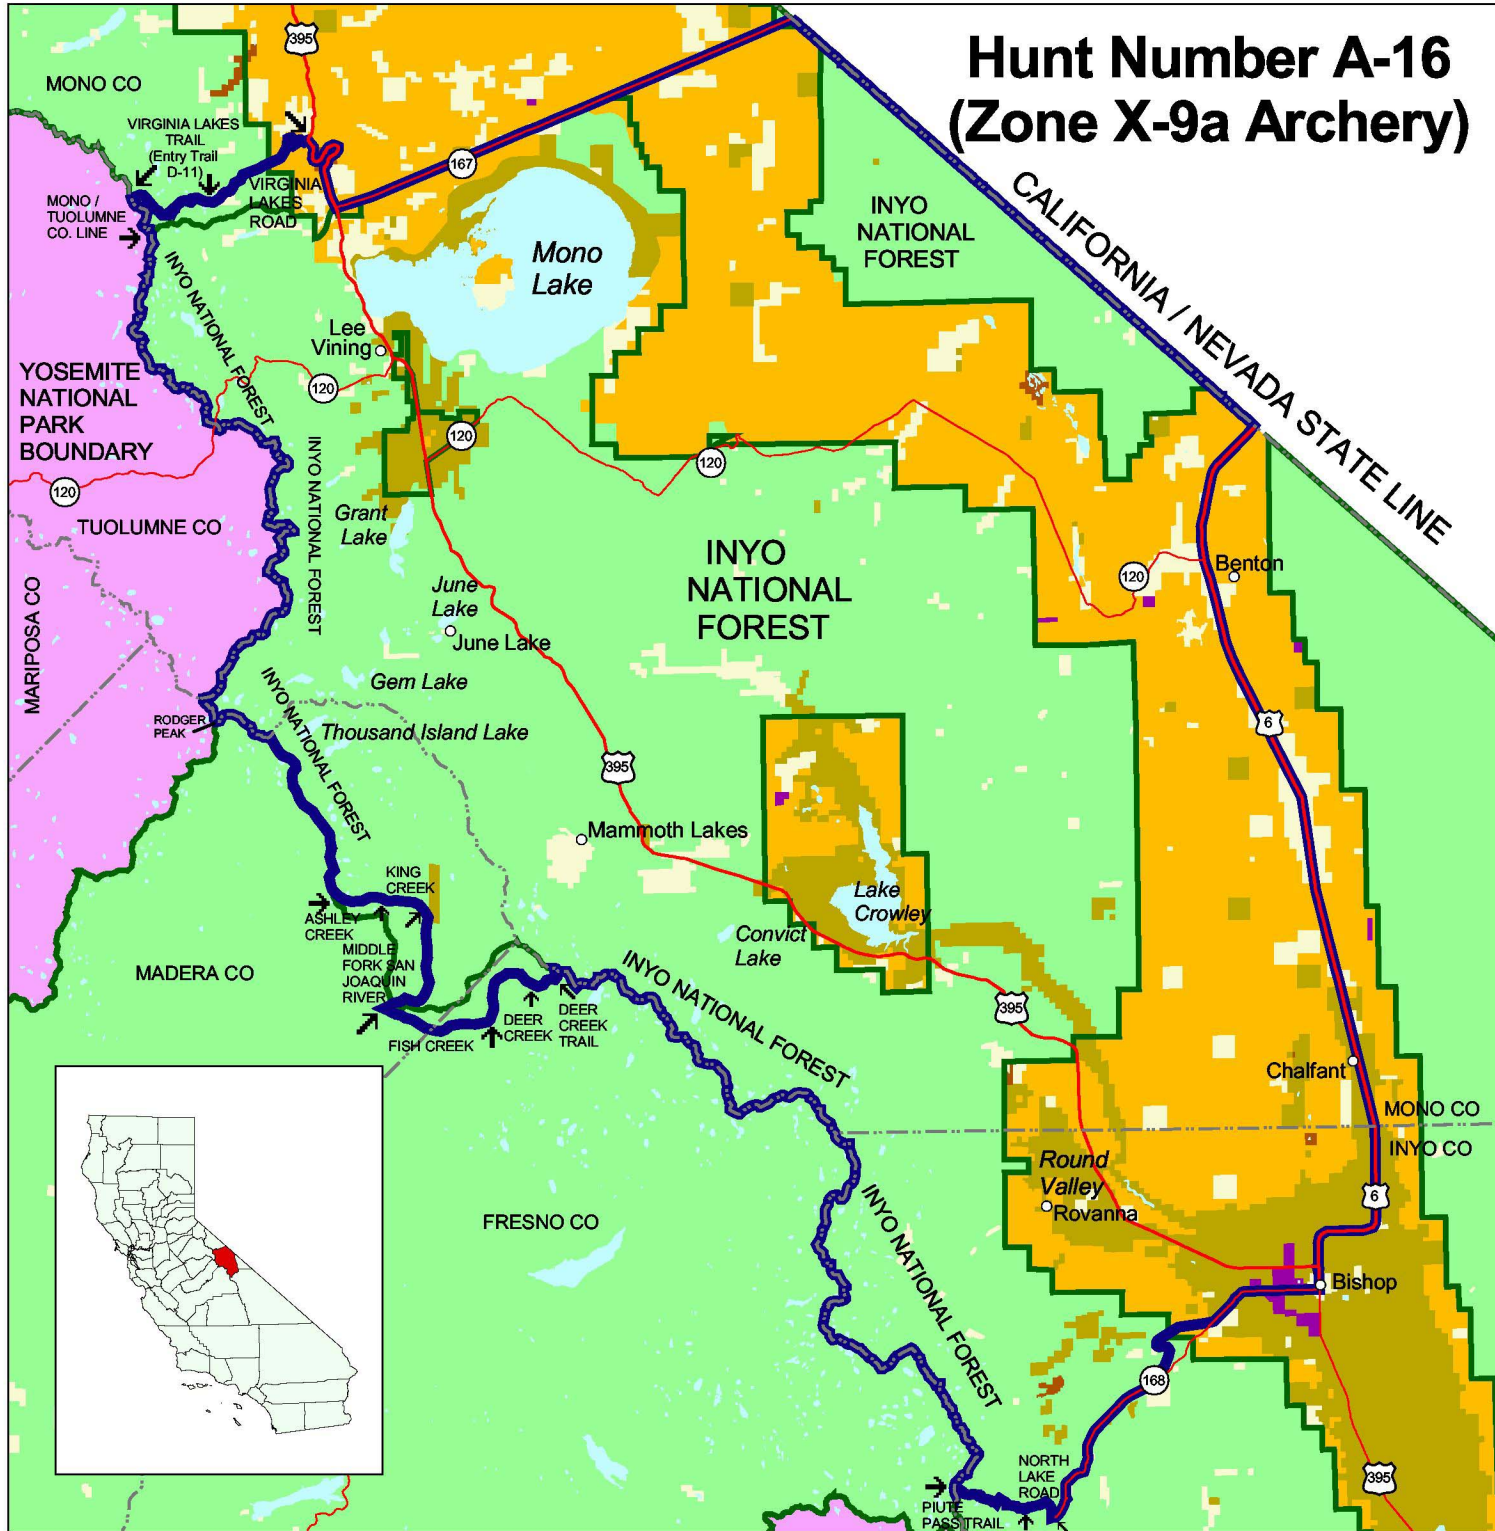 Hunt Number A-16
(Zone X-9a Archery)
395
MONO CO
VIRGINIA LAKES
TRAIL
(Entry Trail
D-11)
167
VIRGINIA
LAKES
ROAD
MONO /
TUOLUMNE
CO. LINE
INYO
NATIONAL
FOREST
CALIFORNIA / NEVADA STATE LINE
Mono
Lake
INYO NATIONAL FOREST
Lee
Vining
YOSEMITE
NATIONAL
PARK
BOUNDARY
120
120
120
120
INYO NATIONAL FOREST
TUOLUMNE CO
Grant
Lake
INYO
NATIONAL
FOREST
120
Benton
June
Lake
June Lake
MARIPOSA CO
Gem Lake
INYO NATIONAL FOREST
RODGER
PEAK
Thousand Island Lake
6
395
Mammoth Lakes
KING
CREEK
Lake
Crowley
ASHLEY
CREEK
Convict
Lake
MIDDLE
FORK SAN
JOAQUIN
RIVER
MADERA CO
INYO NATIONAL FOREST
395
DEER
CREEK
DEER
CREEK
TRAIL
FISH CREEK
Chalfant
MONO CO
INYO CO
Round
Valley
Rovanna
6
FRESNO CO
INYO NATIONAL FOREST
Bishop
168
NORTH
LAKE
ROAD
395
PIUTE
PASS TRAIL